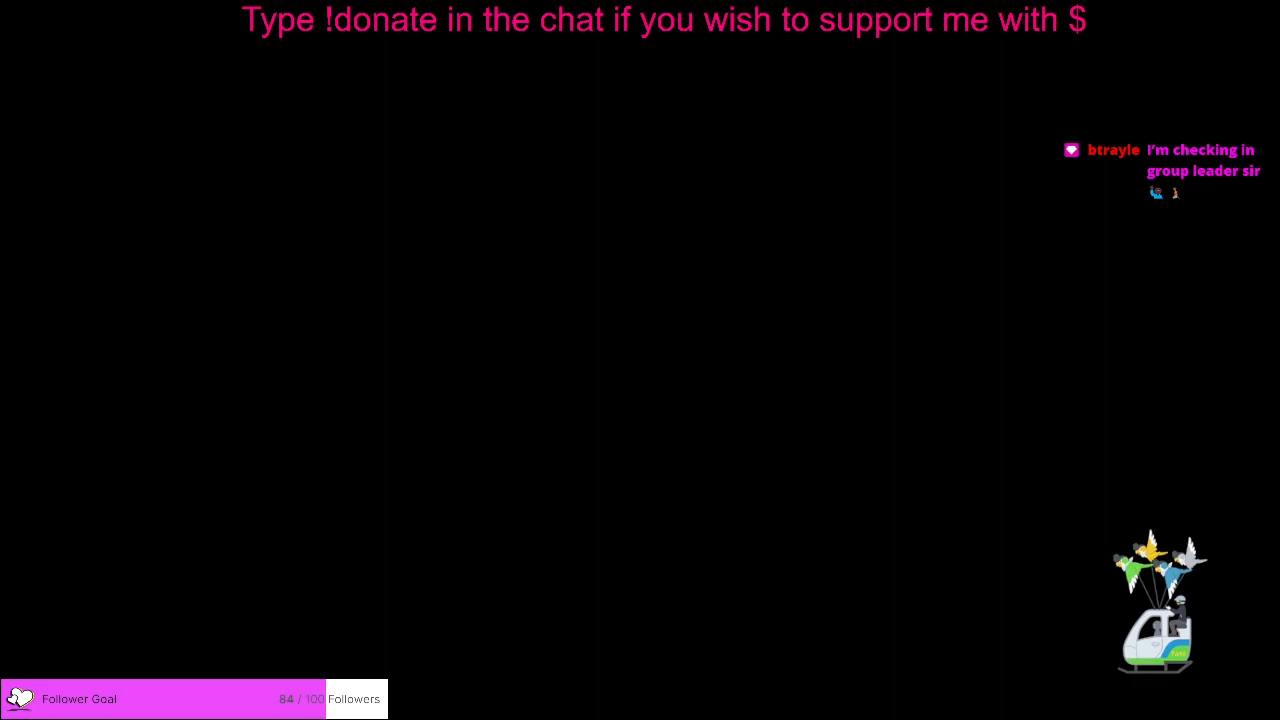 Type !donate in the chat if you wish to support me with $
btrayle I'm checking in
group leader sir
Follower Goal 84 / 100 Followers